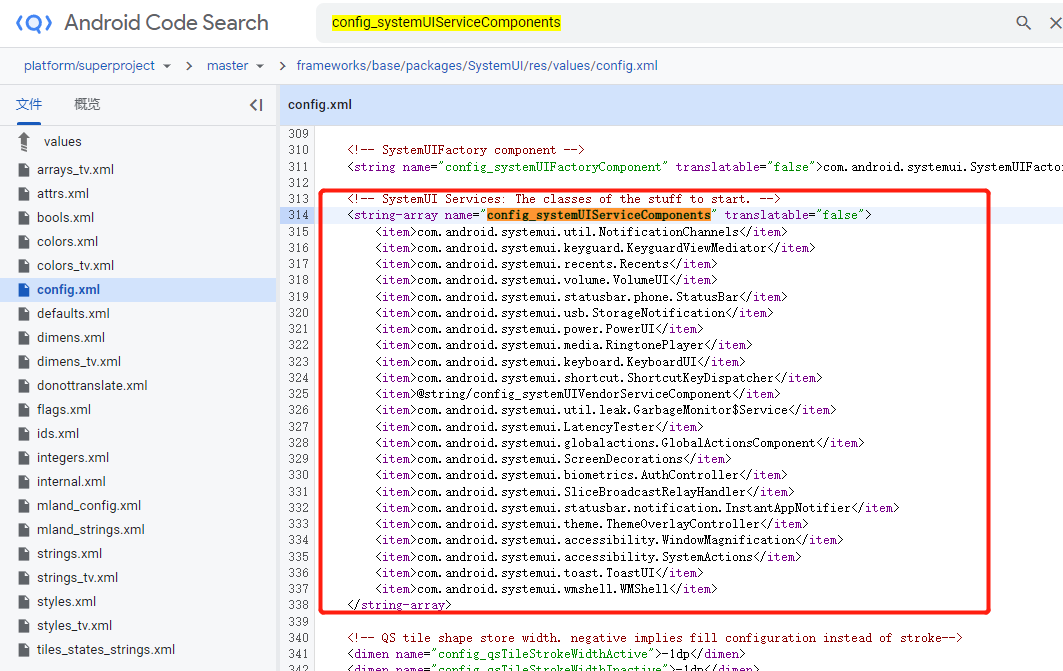 Android Code Search
config_systemUIServiceComponents
platform/superproject
master
frameworks/base/packages/SystemUI/res/values/config.xml
文件
概览
config.xml
values
arrays_tv.xml
attrs.xml
bools.xml
colors.xml
colors_tv.xml
config.xml
defaults.xml
dimens.xml
dimens_tv.xml
donottranslate.xml
flags.xml
ids.xml
integers.xml
internal.xml
mland_config.xml
mland_strings.xml
strings.xml
strings_tv.xml
styles.xml
styles_tv.xml
tiles_states_strings.xml
309
310 <!-- SystemUIFactory component -->
311 <string name="config_systemUIFactoryComponent" translatable="false">com.android.systemui.SystemUIFacto
312
313 <!-- SystemUI Services: The classes of the stuff to start. -->
314 <string-array name="config_systemUIServiceComponents" translatable="false">
315 <item>com.android.systemui.util.NotificationChannels</item>
316 <item>com.android.systemui.keyguard.KeyguardViewMediator</item>
317 <item>com.android.systemui.recents.Recents</item>
318 <item>com.android.systemui.volume.VolumeUI</item>
319 <item>com.android.systemui.statusbar.phone.StatusBar</item>
320 <item>com.android.systemui.usb.StorageNotification</item>
321 <item>com.android.systemui.power.PowerUI</item>
322 <item>com.android.systemui.media.RingtonePlayer</item>
323 <item>com.android.systemui.keyboard.KeyboardUI</item>
324 <item>com.android.systemui.shortcut.ShortcutKeyDispatcher</item>
325 <item>@string/config_systemUIVendorServiceComponent</item>
326 <item>com.android.systemui.util.leak.GarbageMonitor$Service</item>
327 <item>com.android.systemui.LatencyTester</item>
328 <item>com.android.systemui.globalactions.GlobalActionsComponent</item>
329 <item>com.android.systemui.ScreenDecorations</item>
330 <item>com.android.systemui.biometrics.AuthController</item>
331 <item>com.android.systemui.SliceBroadcastRelayHandler</item>
332 <item>com.android.systemui.statusbar.notification.InstantAppNotifier</item>
333 <item>com.android.systemui.theme.ThemeOverlayController</item>
334 <item>com.android.systemui.accessibility.WindowMagnification</item>
335 <item>com.android.systemui.accessibility.SystemActions</item>
336 <item>com.android.systemui.toast.ToastUI</item>
337 <item>com.android.systemui.wmshell.WMShell</item>
338 </string-array>
339
340 <!-- QS tile shape store width. negative implies fill configuration instead of stroke-->
341 <dimen name="config_qsTileStrokeWidthActive">-1dp</dimen>
342 <dimen name="config_qsTileStrokeWidthInactive">-1dp</dimen>